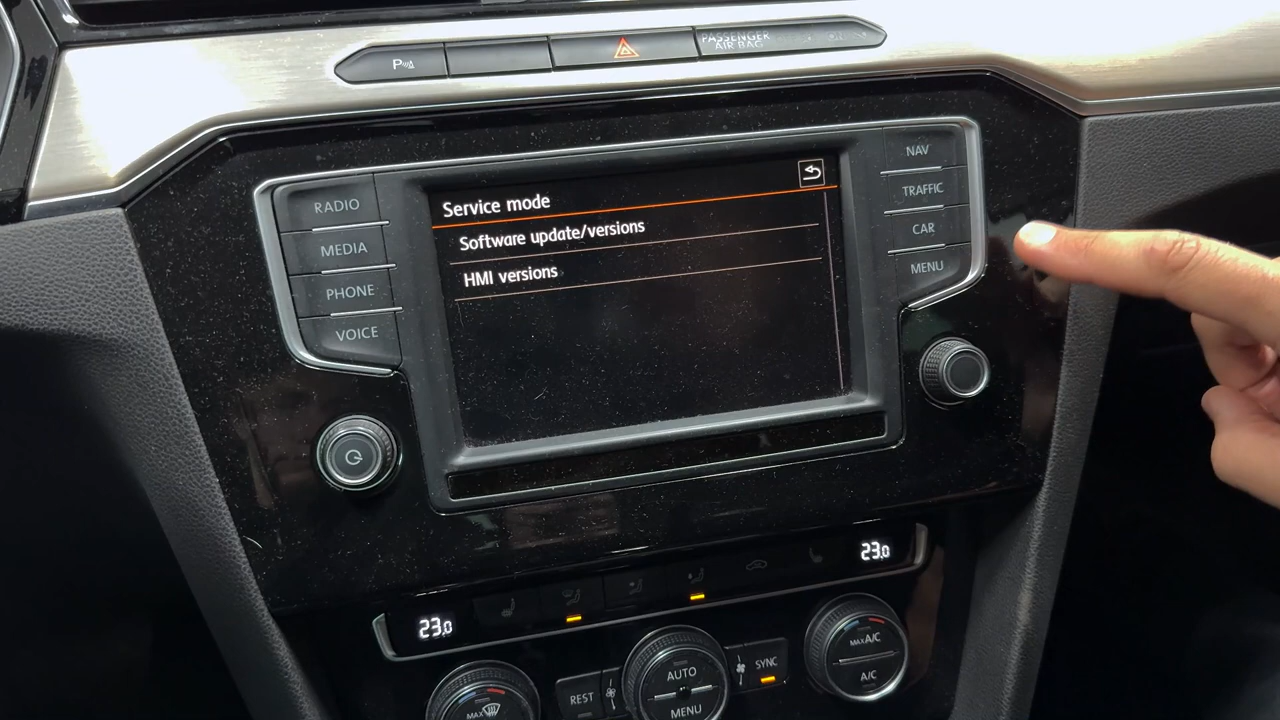 P
PASSENGER
AIR BAG
RADIO
MEDIA
PHONE
VOICE
Service mode
Software update/versions
HMI versions
NAV
TRAFFIC
CAR
MENU
23.0
23.0
MAX
REST
AUTO
MENU
SYNC
MAX A/C
A/C